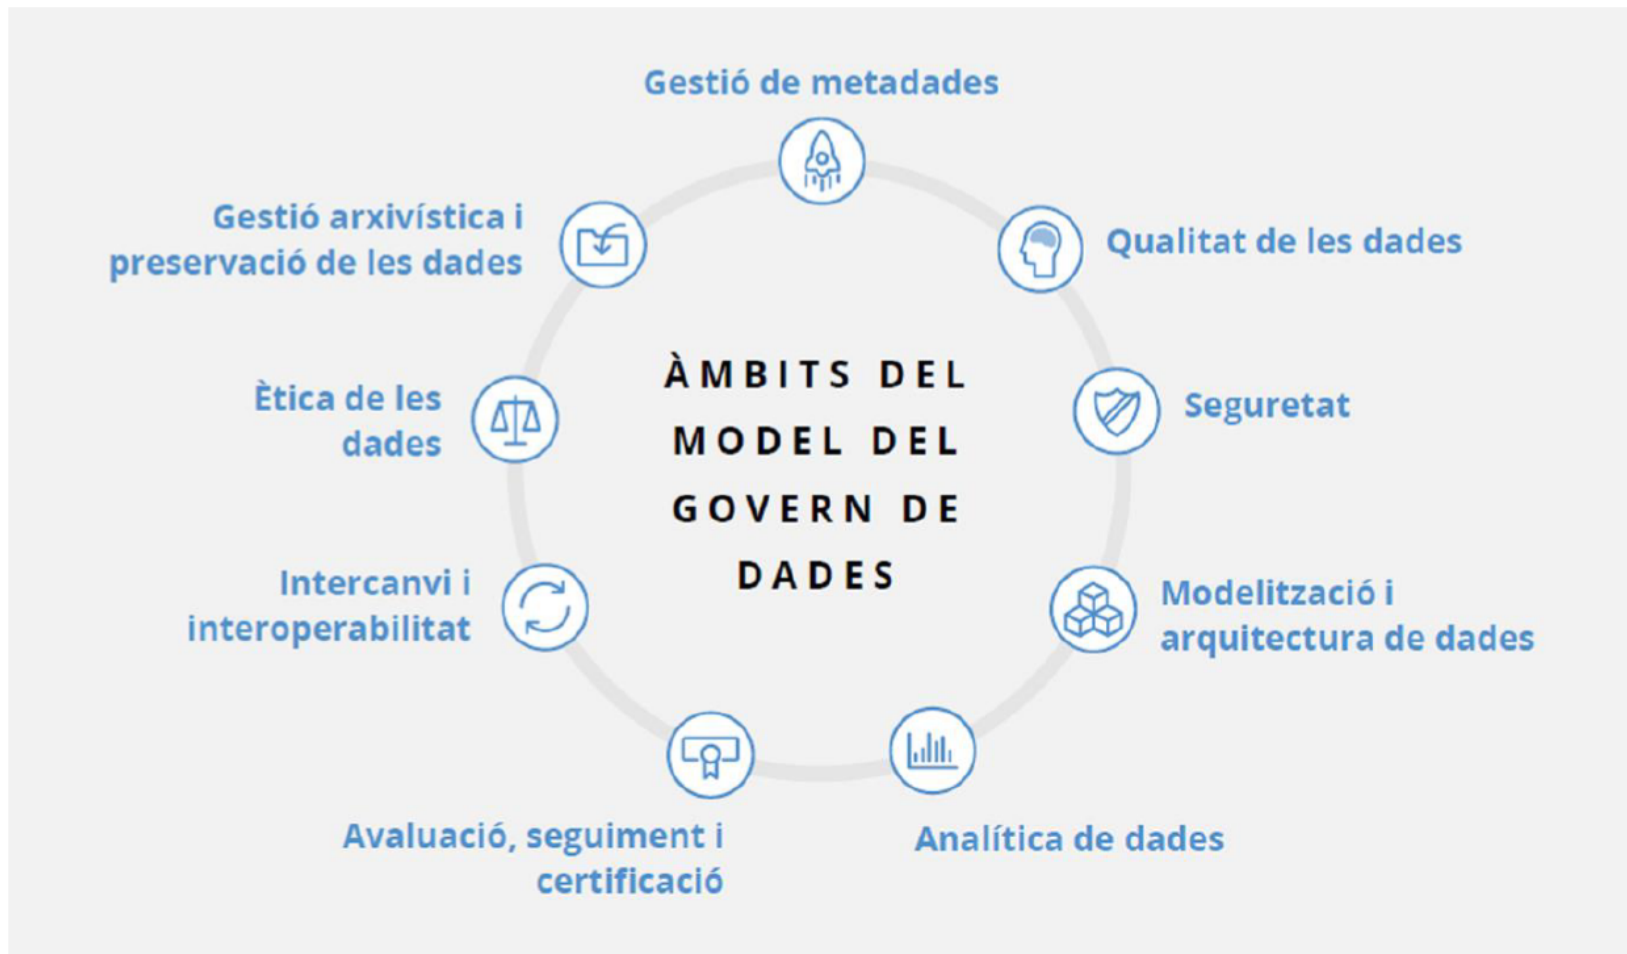 Gestió de metadades
Gestió arxivística i
preservació de les dades
Qualitat de les dades
ÀMBITS DEL
MODEL DEL
GOVERN DE
DADES
Ètica de les
dades
Seguretat
Intercanvi i
interoperabilitat
Modelització i
arquitectura de dades
Avaluació, seguiment i
certificació
Analítica de dades